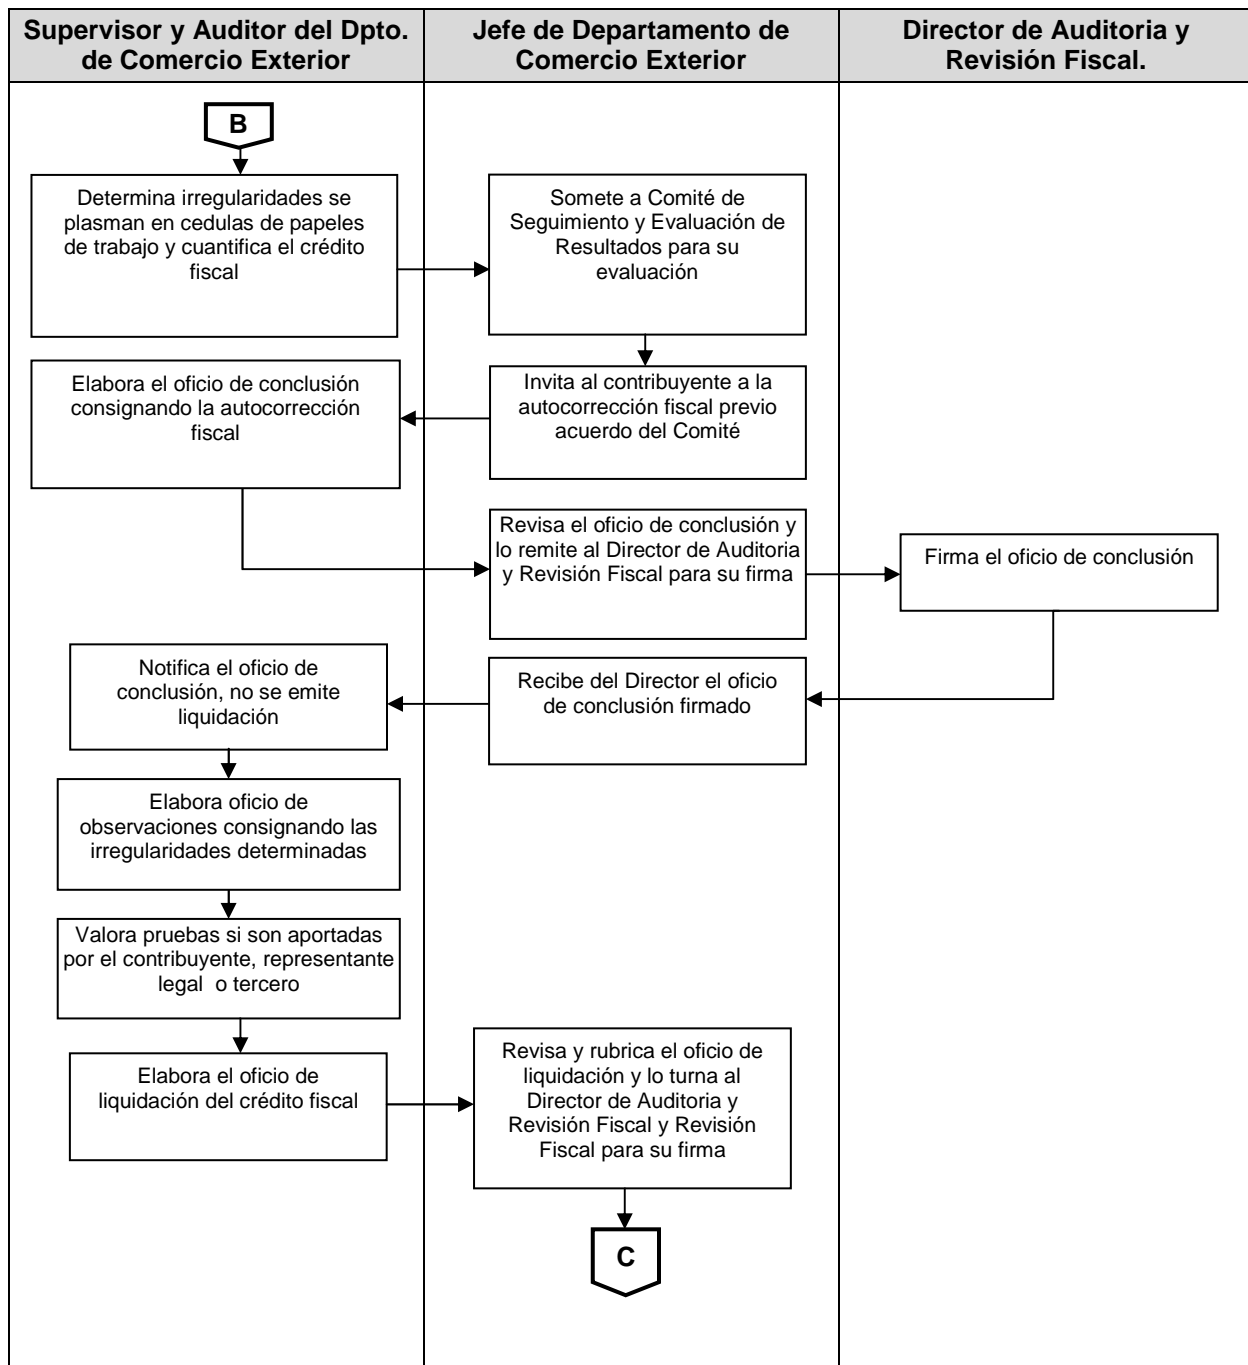 Supervisor y Auditor del Dpto.
de Comercio Exterior
Jefe de Departamento de
Comercio Exterior
Director de Auditoria y
Revisión Fiscal.
B
Determina irregularidades se
plasman en cedulas de papeles
de trabajo y cuantifica el crédito
fiscal
Somete a Comité de
Seguimiento y Evaluación de
Resultados para su
evaluación
Elabora el oficio de conclusión
consignando la autocorrección
fiscal
Invita al contribuyente a la
autocorrección fiscal previo
acuerdo del Comité
Revisa el oficio de conclusión y
lo remite al Director de Auditoria
y Revisión Fiscal para su firma
Firma el oficio de conclusión
Notifica el oficio de
conclusión, no se emite
liquidación
Recibe del Director el oficio
de conclusión firmado
Elabora oficio de
observaciones consignando las
irregularidades determinadas
Valora pruebas si son aportadas
por el contribuyente, representante
legal o tercero
Elabora el oficio de
liquidación del crédito fiscal
Revisa y rubrica el oficio de
liquidación y lo turna al
Director de Auditoria y
Revisión Fiscal y Revisión
Fiscal para su firma
C